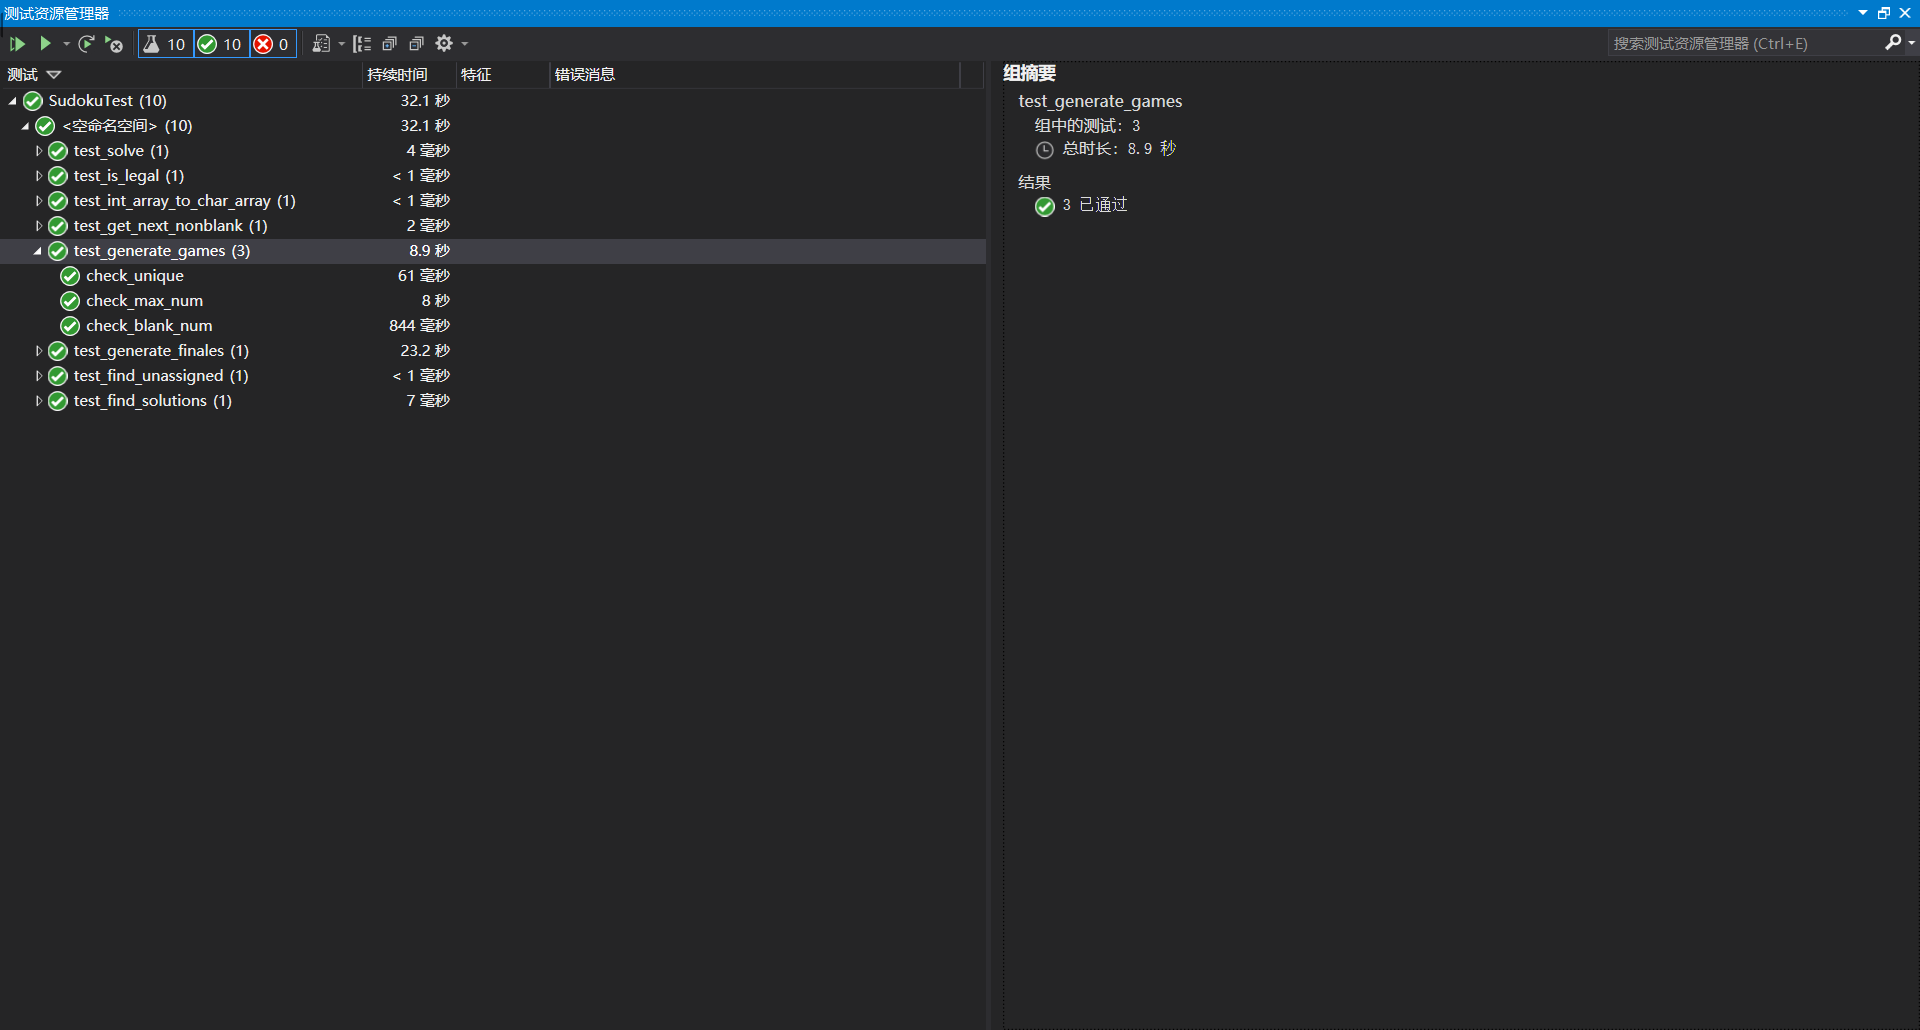 测试资源管理器
10 10 0
搜索测试资源管理器 (Ctrl+E)
测试 持续时间 特征 错误消息
SudokuTest (10) 32.1 秒
<空命名空间> (10) 32.1 秒
test_solve (1) 4 毫秒
test_is_legal (1) < 1 毫秒
test_int_array_to_char_array (1) < 1 毫秒
test_get_next_nonblank (1) 2 毫秒
test_generate_games (3) 8.9 秒
check_unique 61 毫秒
check_max_num 8 秒
check_blank_num 844 毫秒
test_generate_finales (1) 23.2 秒
test_find_unassigned (1) < 1 毫秒
test_find_solutions (1) 7 毫秒
组摘要
test_generate_games
组中的测试: 3
总时长: 8.9 秒
结果
3 已通过